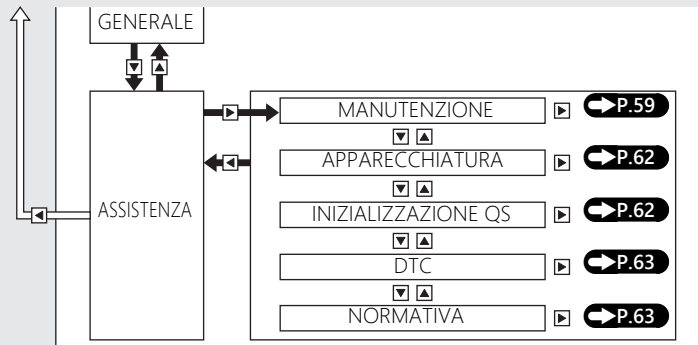 GENERALE
MANUTENZIONE P.59
APPARECCHIATURA P.62
ASSISTENZA
INIZIALIZZAZIONE QS P.62
DTC P.63
NORMATIVA P.63